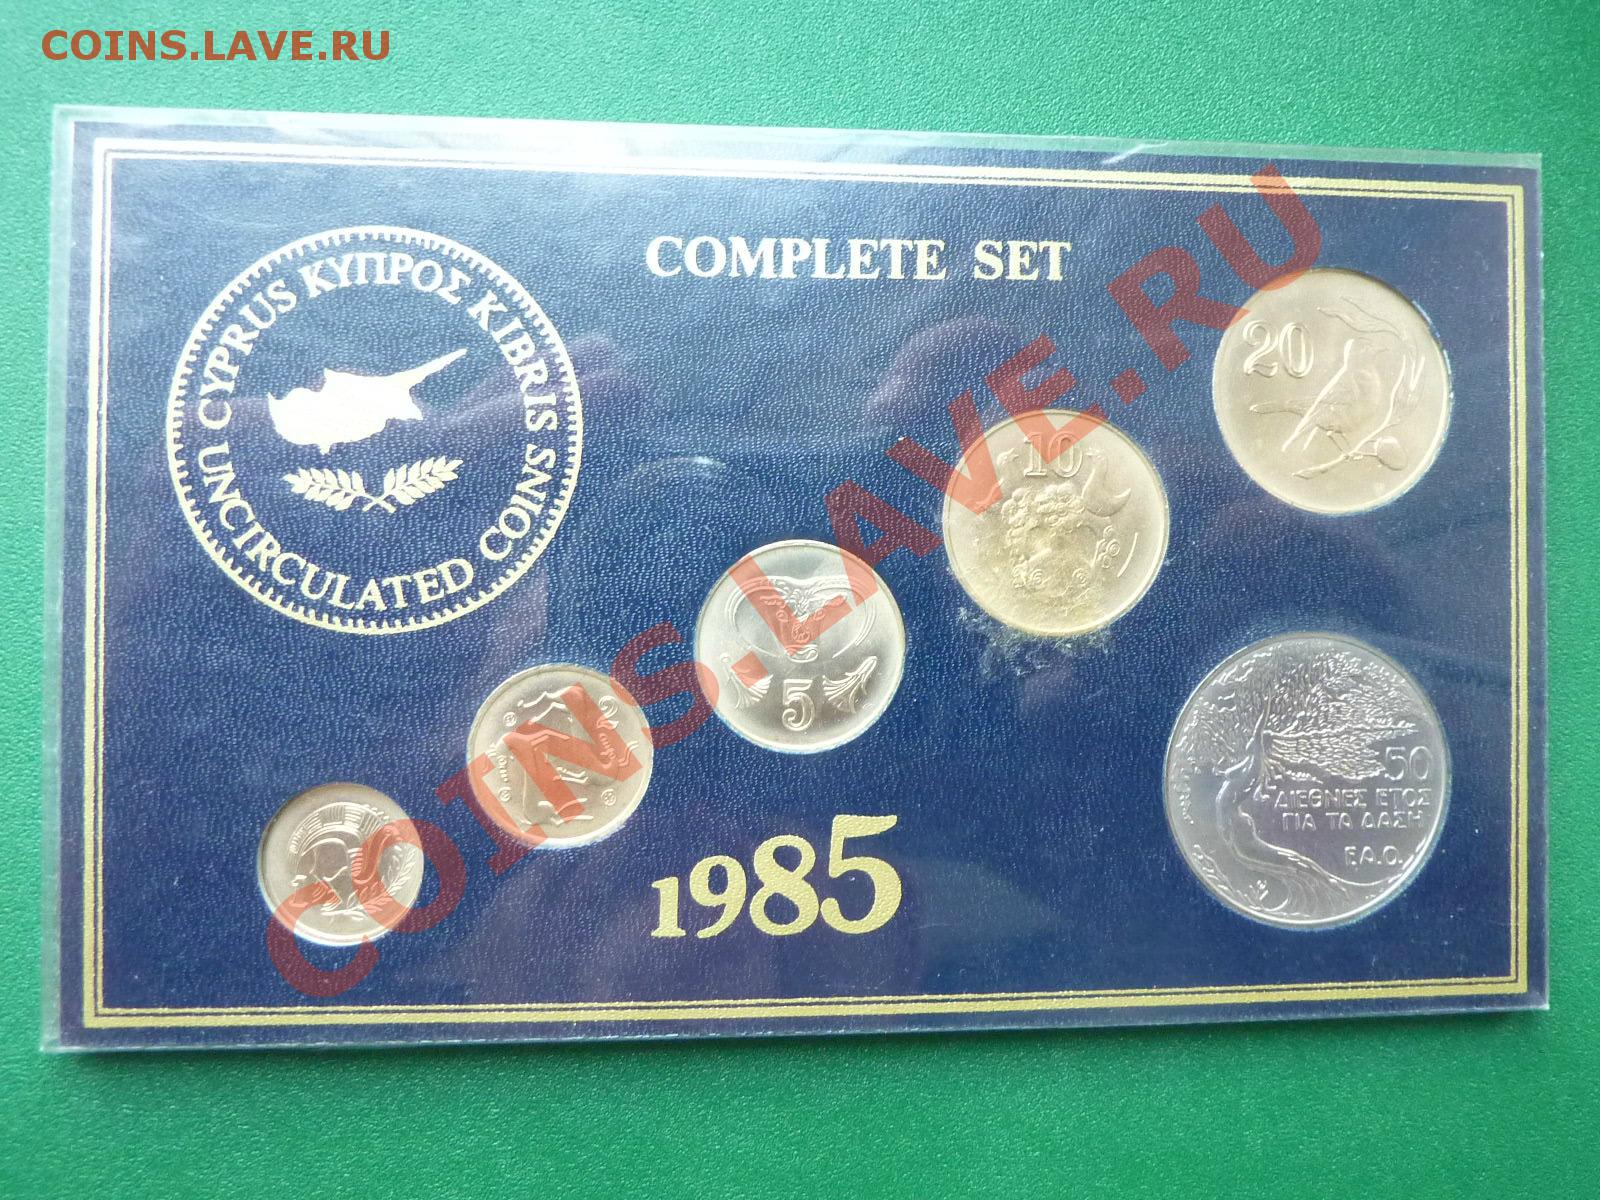 COINS.LAVE.RU
COMPLETE SET
UNCIRCULATED COINS
CYPRUS ΚΥΠΡΟΣ KIBRIS
20
10
5
50
ΔΙΕΘΝΕΣ ΕΤΟΣ
ΓΙΑ ΤΑ ΔΑΣΗ
F.A.O.
1985
COINS.LAVE.RU